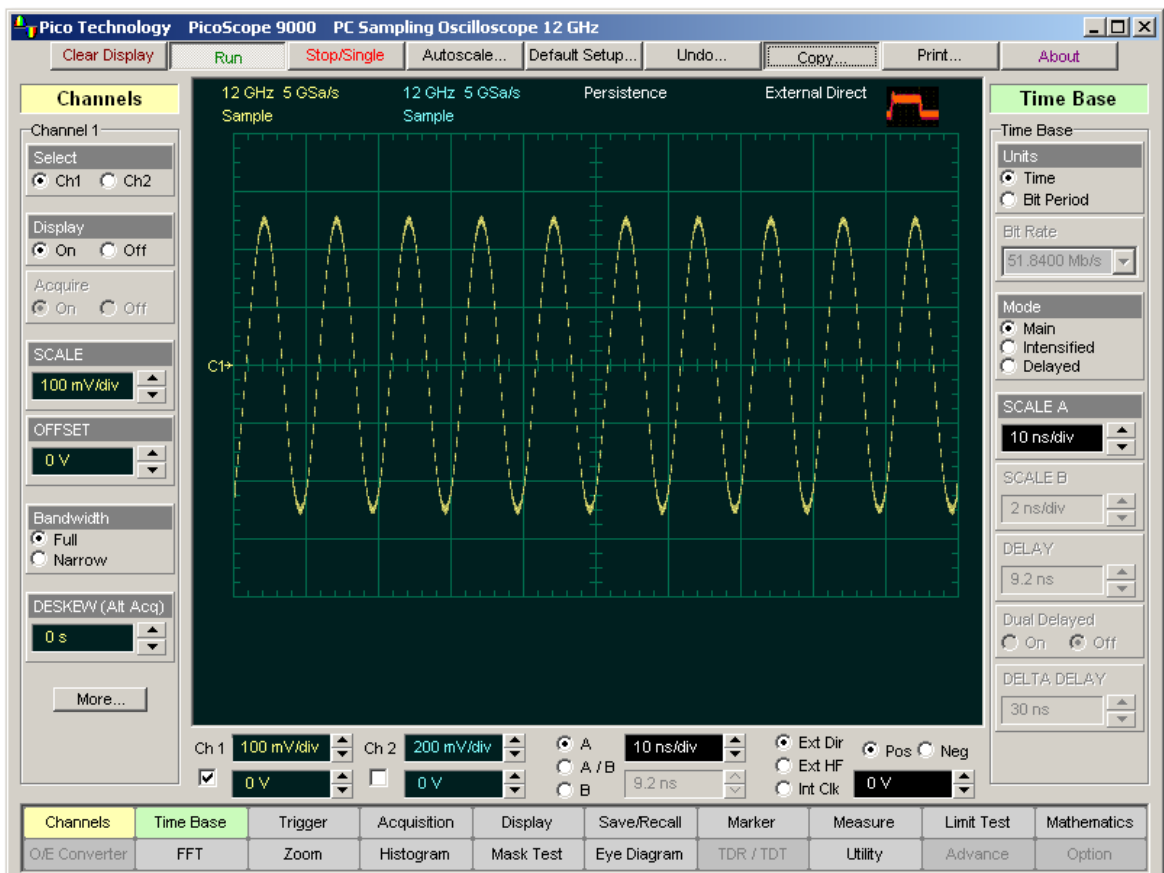 Pico Technology PicoScope 9000 PC Sampling Oscilloscope 12 GHz
Clear Display Run Stop/Single Autoscale... Default Setup... Undo... Copy... Print... About
Channels
Channel 1
Select
Ch1 Ch2
Display
On Off
Acquire
On Off
SCALE
100 mV/div
OFFSET
0 V
Bandwidth
Full
Narrow
DESKEW (Alt Acq)
0 s
More...
12 GHz 5 GSa/s 12 GHz 5 GSa/s Persistence External Direct
Sample Sample
C1
Time Base
Time Base
Units
Time
Bit Period
Bit Rate
51.8400 Mb/s
Mode
Main
Intensified
Delayed
SCALE A
10 ns/div
SCALE B
2 ns/div
DELAY
9.2 ns
Dual Delayed
On Off
DELTA DELAY
30 ns
Ch 1 100 mV/div Ch 2 200 mV/div A 10 ns/div Ext Dir Pos Neg
A / B Ext HF
0 V 0 V B 9.2 ns Int Clk 0 V
Channels Time Base Trigger Acquisition Display Save/Recall Marker Measure Limit Test Mathematics
O/E Converter FFT Zoom Histogram Mask Test Eye Diagram TDR / TDT Utility Advance Option